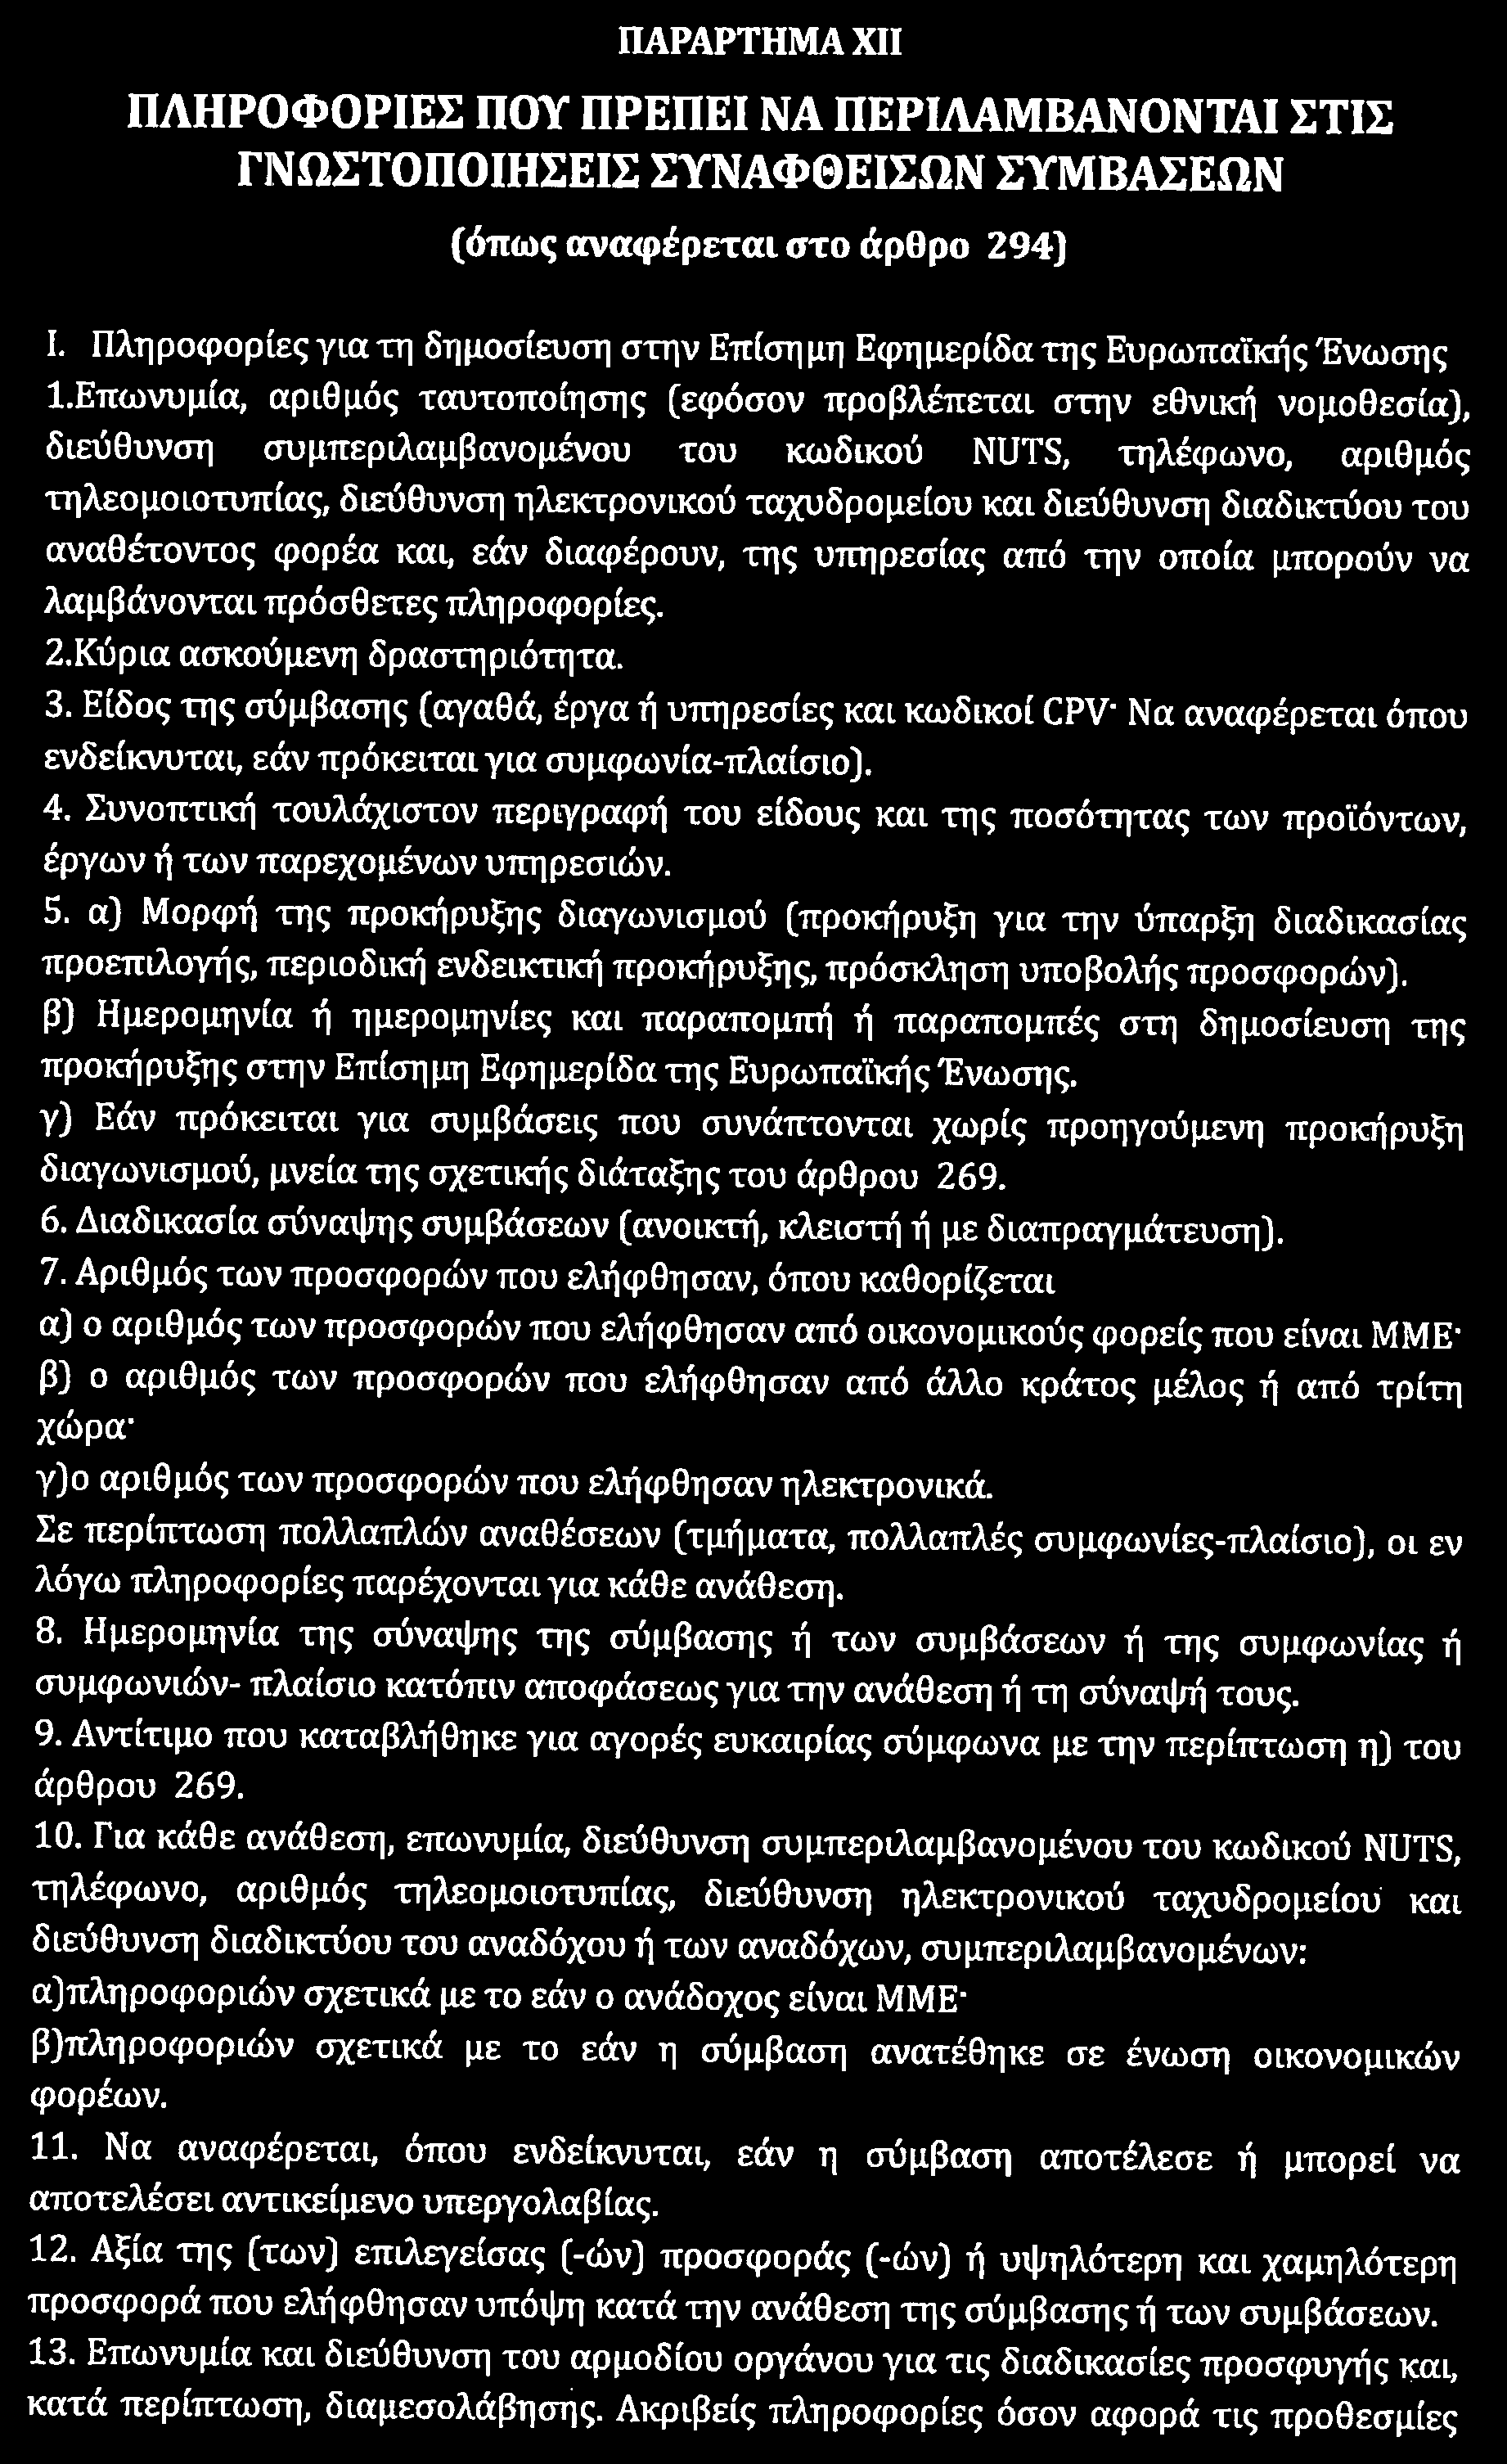 ΠΑΡΑΡΤΗΜΑ XII
ΠΛΗΡΟΦΟΡΙΕΣ ΠΟΥ ΠΡΕΠΕΙ ΝΑ ΠΕΡΙΛΑΜΒΑΝΟΝΤΑΙ ΣΤΙΣ
ΓΝΩΣΤΟΠΟΙΗΣΕΙΣ ΣΥΝΑΦΘΕΙΣΩΝ ΣΥΜΒΑΣΕΩΝ
(όπως αναφέρεται στο άρθρο 294)
I. Πληροφορίες για τη δημοσίευση στην Επίσημη Εφημερίδα της Ευρωπαϊκής Ένωσης
1.Επωνυμία, αριθμός ταυτοποίησης (εφόσον προβλέπεται στην εθνική νομοθεσία),
διεύθυνση συμπεριλαμβανομένου του κωδικού NUTS, τηλέφωνο, αριθμός
τηλεομοιοτυπίας, διεύθυνση ηλεκτρονικού ταχυδρομείου και διεύθυνση διαδικτύου του
αναθέτοντος φορέα και, εάν διαφέρουν, της υπηρεσίας από την οποία μπορούν να
λαμβάνονται πρόσθετες πληροφορίες.
2.Κύρια ασκούμενη δραστηριότητα.
3. Είδος της σύμβασης (αγαθά, έργα ή υπηρεσίες και κωδικοί CPV· Να αναφέρεται όπου
ενδείκνυται, εάν πρόκειται για συμφωνία-πλαίσιο).
4. Συνοπτική τουλάχιστον περιγραφή του είδους και της ποσότητας των προϊόντων,
έργων ή των παρεχομένων υπηρεσιών.
5. α) Μορφή της προκήρυξης διαγωνισμού (προκήρυξη για την ύπαρξη διαδικασίας
προεπιλογής, περιοδική ενδεικτική προκήρυξης, πρόσκληση υποβολής προσφορών).
β) Ημερομηνία ή ημερομηνίες και παραπομπή ή παραπομπές στη δημοσίευση της
προκήρυξης στην Επίσημη Εφημερίδα της Ευρωπαϊκής Ένωσης.
γ) Εάν πρόκειται για συμβάσεις που συνάπτονται χωρίς προηγούμενη προκήρυξη
διαγωνισμού, μνεία της σχετικής διάταξης του άρθρου 269.
6. Διαδικασία σύναψης συμβάσεων (ανοικτή, κλειστή ή με διαπραγμάτευση).
7. Αριθμός των προσφορών που ελήφθησαν, όπου καθορίζεται
α) ο αριθμός των προσφορών που ελήφθησαν από οικονομικούς φορείς που είναι ΜΜΕ·
β) ο αριθμός των προσφορών που ελήφθησαν από άλλο κράτος μέλος ή από τρίτη
χώρα·
γ)ο αριθμός των προσφορών που ελήφθησαν ηλεκτρονικά.
Σε περίπτωση πολλαπλών αναθέσεων (τμήματα, πολλαπλές συμφωνίες-πλαίσιο), οι εν
λόγω πληροφορίες παρέχονται για κάθε ανάθεση.
8. Ημερομηνία της σύναψης της σύμβασης ή των συμβάσεων ή της συμφωνίας ή
συμφωνιών- πλαίσιο κατόπιν αποφάσεως για την ανάθεση ή τη σύναψή τους.
9. Αντίτιμο που καταβλήθηκε για αγορές ευκαιρίας σύμφωνα με την περίπτωση η) του
άρθρου 269.
10. Για κάθε ανάθεση, επωνυμία, διεύθυνση συμπεριλαμβανομένου του κωδικού NUTS,
τηλέφωνο, αριθμός τηλεομοιοτυπίας, διεύθυνση ηλεκτρονικού ταχυδρομείου και
διεύθυνση διαδικτύου του αναδόχου ή των αναδόχων, συμπεριλαμβανομένων:
α)πληροφοριών σχετικά με το εάν ο ανάδοχος είναι ΜΜΕ·
β)πληροφοριών σχετικά με το εάν η σύμβαση ανατέθηκε σε ένωση οικονομικών
φορέων.
11. Να αναφέρεται, όπου ενδείκνυται, εάν η σύμβαση αποτέλεσε ή μπορεί να
αποτελέσει αντικείμενο υπεργολαβίας.
12. Αξία της (των) επιλεγείσας (-ών) προσφοράς (-ών) ή υψηλότερη και χαμηλότερη
προσφορά που ελήφθησαν υπόψη κατά την ανάθεση της σύμβασης ή των συμβάσεων.
13. Επωνυμία και διεύθυνση του αρμοδίου οργάνου για τις διαδικασίες προσφυγής και,
κατά περίπτωση, διαμεσολάβησης. Ακριβείς πληροφορίες όσον αφορά τις προθεσμίες